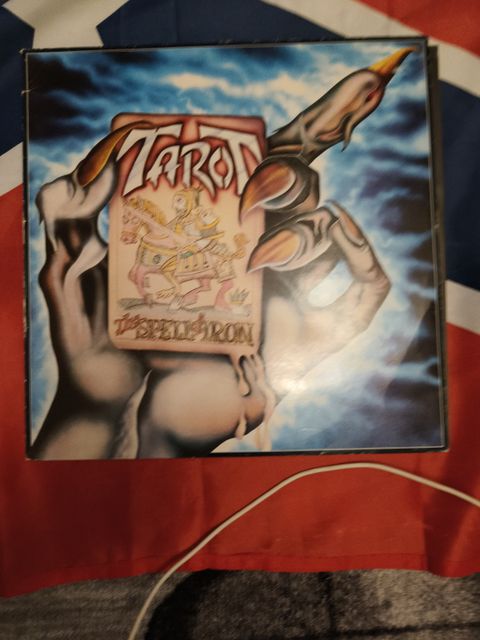 TAROT
THE SPELL OF IRON